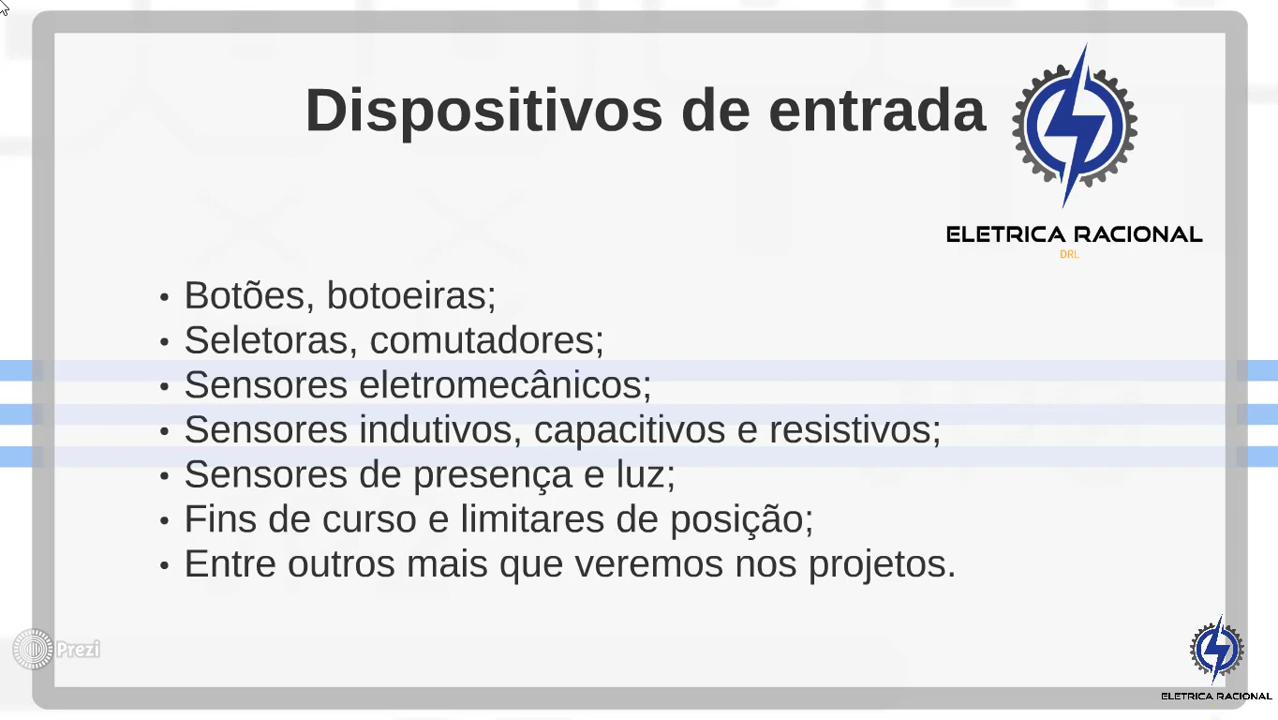 Dispositivos de entrada
ELETRICA RACIONAL
DRL
• Botões, botoeiras;
• Seletoras, comutadores;
• Sensores eletromecânicos;
• Sensores indutivos, capacitivos e resistivos;
• Sensores de presença e luz;
• Fins de curso e limitares de posição;
• Entre outros mais que veremos nos projetos.
Prezi
ELETRICA RACIONAL